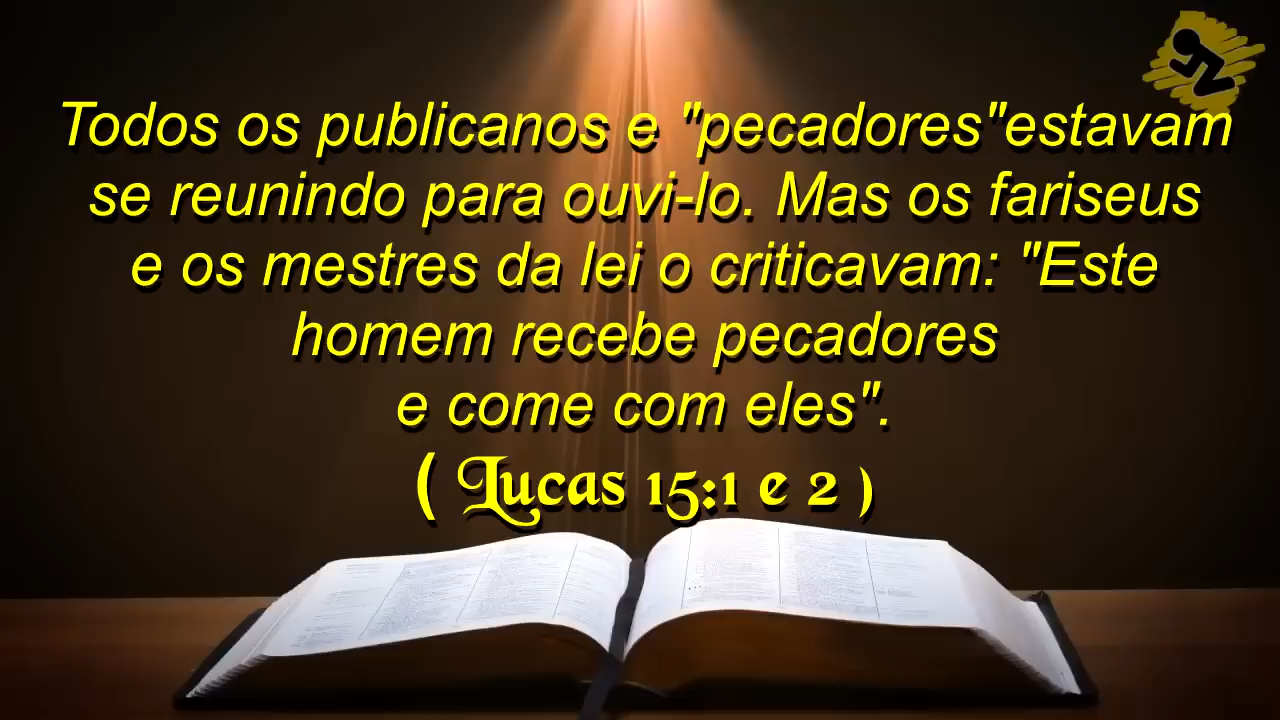 Todos os publicanos e "pecadores"estavam
se reunindo para ouvi-lo. Mas os fariseus
e os mestres da lei o criticavam: "Este
homem recebe pecadores
e come com eles".
( Lucas 15:1 e 2 )